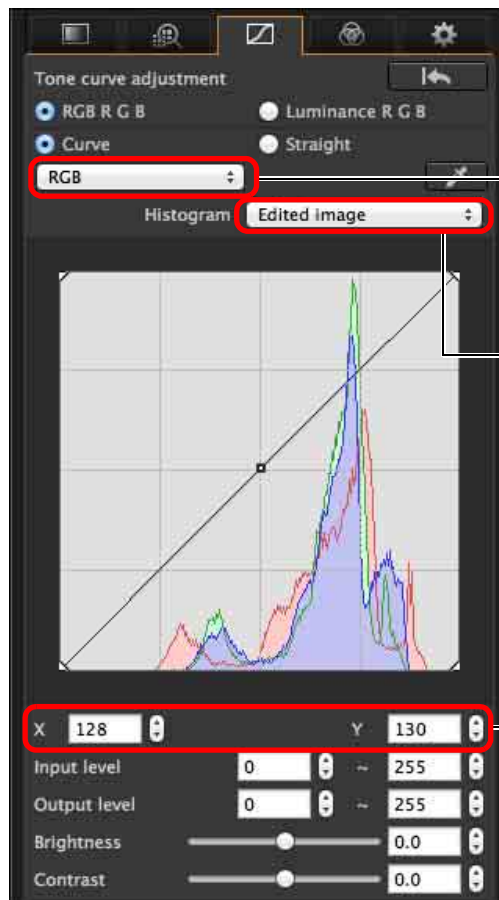 Tone curve adjustment
RGB R G B Luminance R G B
Curve Straight
RGB
Histogram Edited image
X 128 Y 130
Input level 0 ~ 255
Output level 0 ~ 255
Brightness 0.0
Contrast 0.0